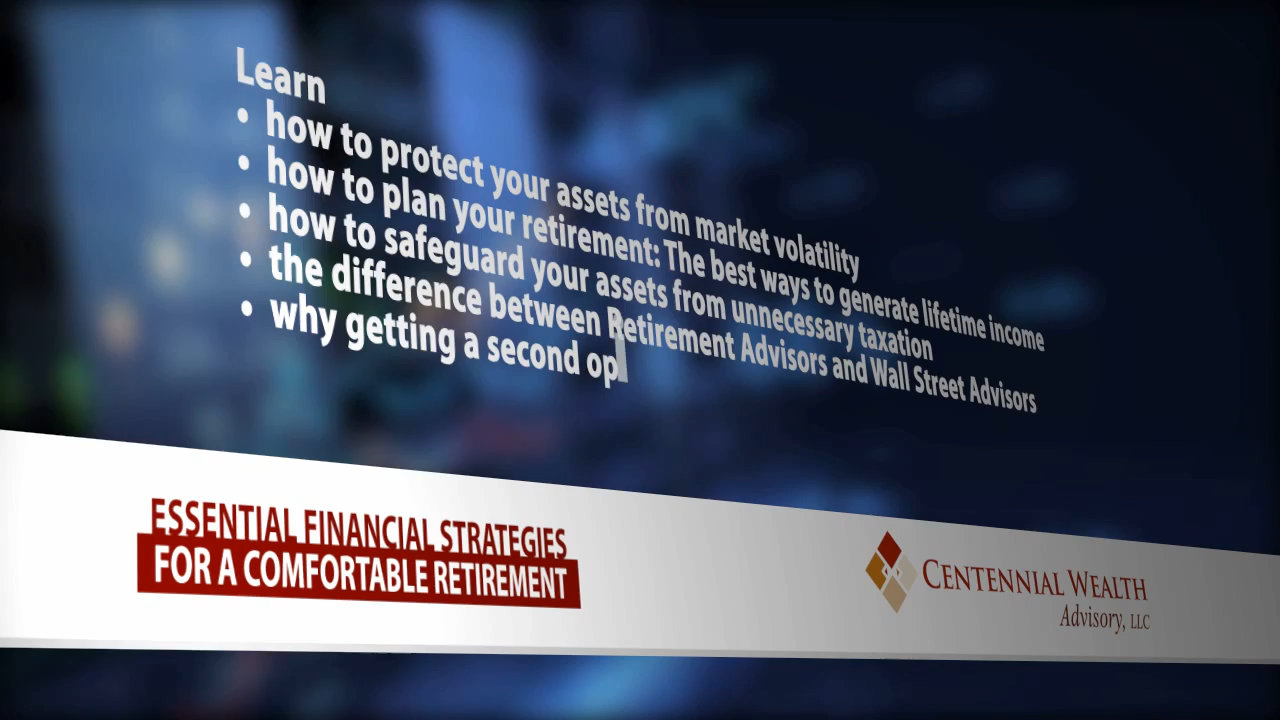 Learn
• how to protect your assets from market volatility
• how to plan your retirement: The best ways to generate lifetime income
• how to safeguard your assets from unnecessary taxation
• the difference between Retirement Advisors and Wall Street Advisors
• why getting a second op
ESSENTIAL FINANCIAL STRATEGIES
FOR A COMFORTABLE RETIREMENT
CENTENNIAL WEALTH
Advisory, LLC